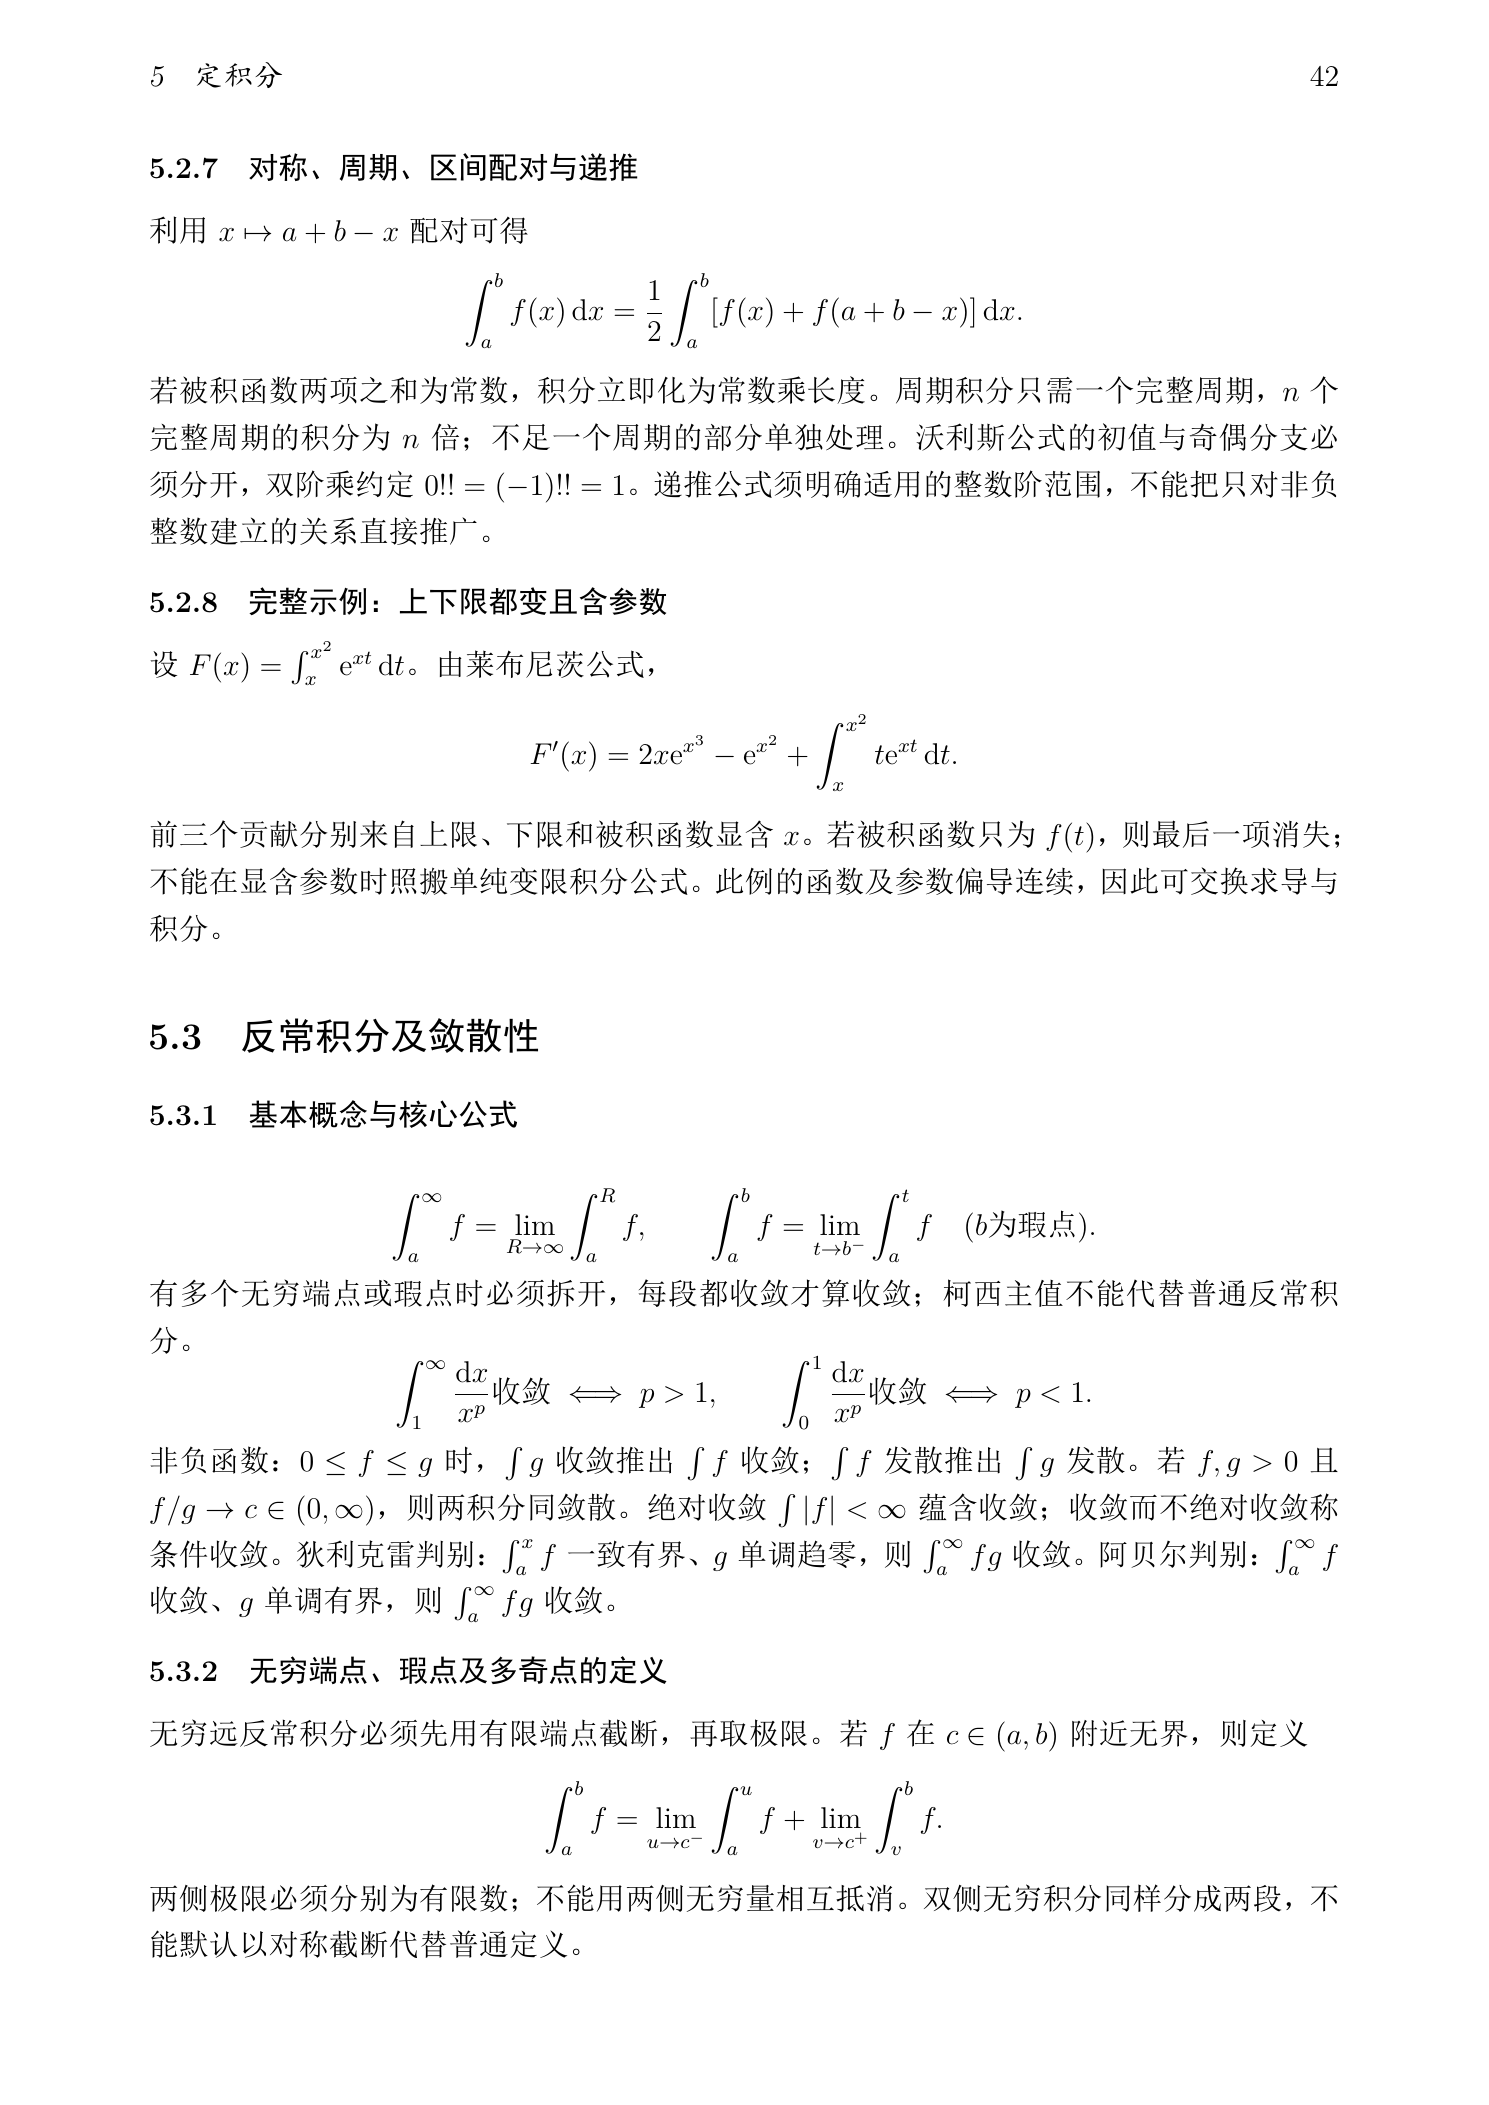 5 定积分 42
5.2.7 对称、周期、区间配对与递推
利用 x ↦ a + b − x 配对可得
∫_a^b f(x) dx = 1/2 ∫_a^b [f(x) + f(a + b − x)] dx.
若被积函数两项之和为常数，积分立即化为常数乘长度。周期积分只需一个完整周期，n 个
完整周期的积分为 n 倍；不足一个周期的部分单独处理。沃利斯公式的初值与奇偶分支必
须分开，双阶乘约定 0!! = (−1)!! = 1。递推公式须明确适用的整数阶范围，不能把只对非负
整数建立的关系直接推广。
5.2.8 完整示例：上下限都变且含参数
设 F(x) = ∫_x^{x^2} e^{xt} dt。由莱布尼茨公式，
F′(x) = 2xe^{x^3} − e^{x^2} + ∫_x^{x^2} te^{xt} dt.
前三个贡献分别来自上限、下限和被积函数显含 x。若被积函数只为 f(t)，则最后一项消失；
不能在显含参数时照搬单纯变限积分公式。此例的函数及参数偏导连续，因此可交换求导与
积分。
5.3 反常积分及敛散性
5.3.1 基本概念与核心公式
∫_a^∞ f = lim_{R→∞} ∫_a^R f, ∫_a^b f = lim_{t→b^−} ∫_a^t f (b为瑕点).
有多个无穷端点或瑕点时必须拆开，每段都收敛才算收敛；柯西主值不能代替普通反常积
分。
∫_1^∞ dx/x^p 收敛 ⟺ p > 1, ∫_0^1 dx/x^p 收敛 ⟺ p < 1.
非负函数：0 ≤ f ≤ g 时，∫ g 收敛推出 ∫ f 收敛；∫ f 发散推出 ∫ g 发散。若 f, g > 0 且
f/g → c ∈ (0, ∞)，则两积分同敛散。绝对收敛 ∫ |f| < ∞ 蕴含收敛；收敛而不绝对收敛称
条件收敛。狄利克雷判别：∫_a^x f 一致有界、g 单调趋零，则 ∫_a^∞ fg 收敛。阿贝尔判别：∫_a^∞ f
收敛、g 单调有界，则 ∫_a^∞ fg 收敛。
5.3.2 无穷端点、瑕点及多奇点的定义
无穷远反常积分必须先用有限端点截断，再取极限。若 f 在 c ∈ (a, b) 附近无界，则定义
∫_a^b f = lim_{u→c^−} ∫_a^u f + lim_{v→c^+} ∫_v^b f.
两侧极限必须分别为有限数；不能用两侧无穷量相互抵消。双侧无穷积分同样分成两段，不
能默认以对称截断代替普通定义。